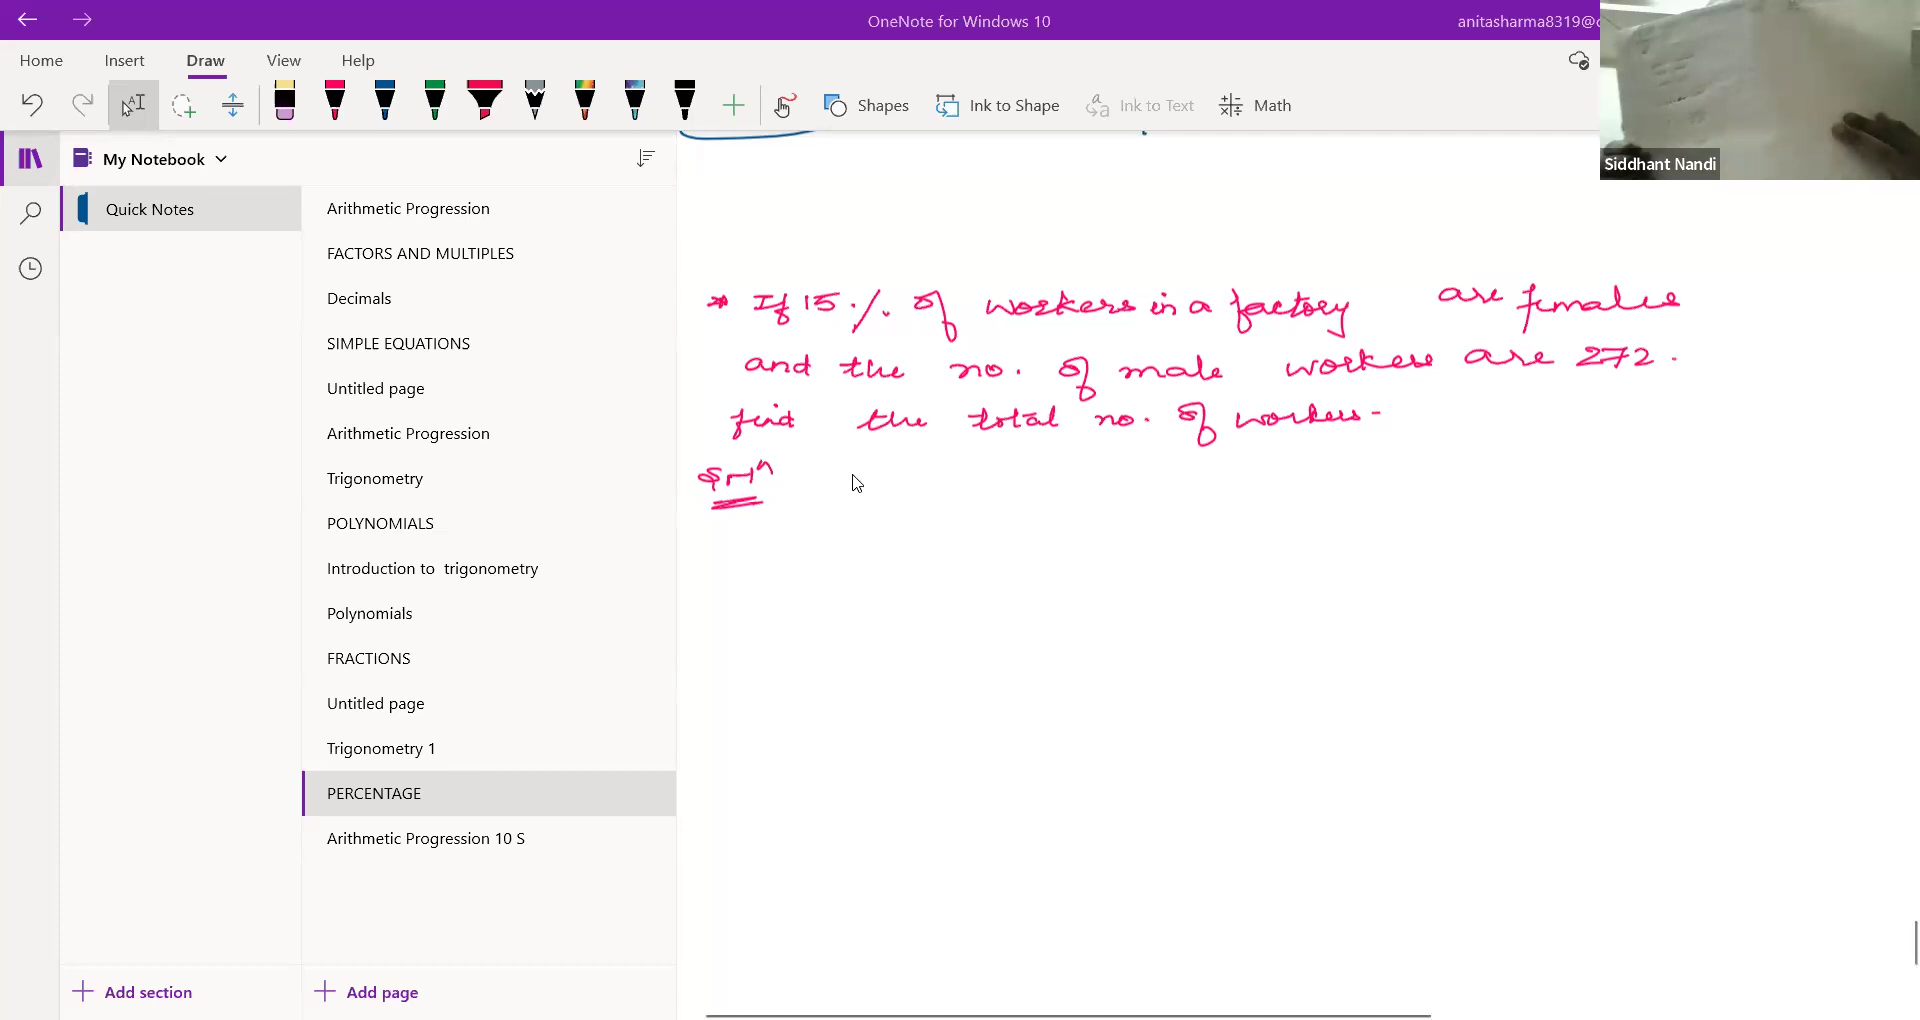 OneNote for Windows 10
anitasharma8319@
Home Insert Draw View Help
Shapes Ink to Shape Ink to Text Math
Siddhant Nandi
My Notebook
Quick Notes
Arithmetic Progression
FACTORS AND MULTIPLES
Decimals
SIMPLE EQUATIONS
Untitled page
Arithmetic Progression
Trigonometry
POLYNOMIALS
Introduction to trigonometry
Polynomials
FRACTIONS
Untitled page
Trigonometry 1
PERCENTAGE
Arithmetic Progression 10 S
Add section
Add page
* If 15 % of workers in a factory are females
and the no. of male workers are 272.
find the total no. of workers-